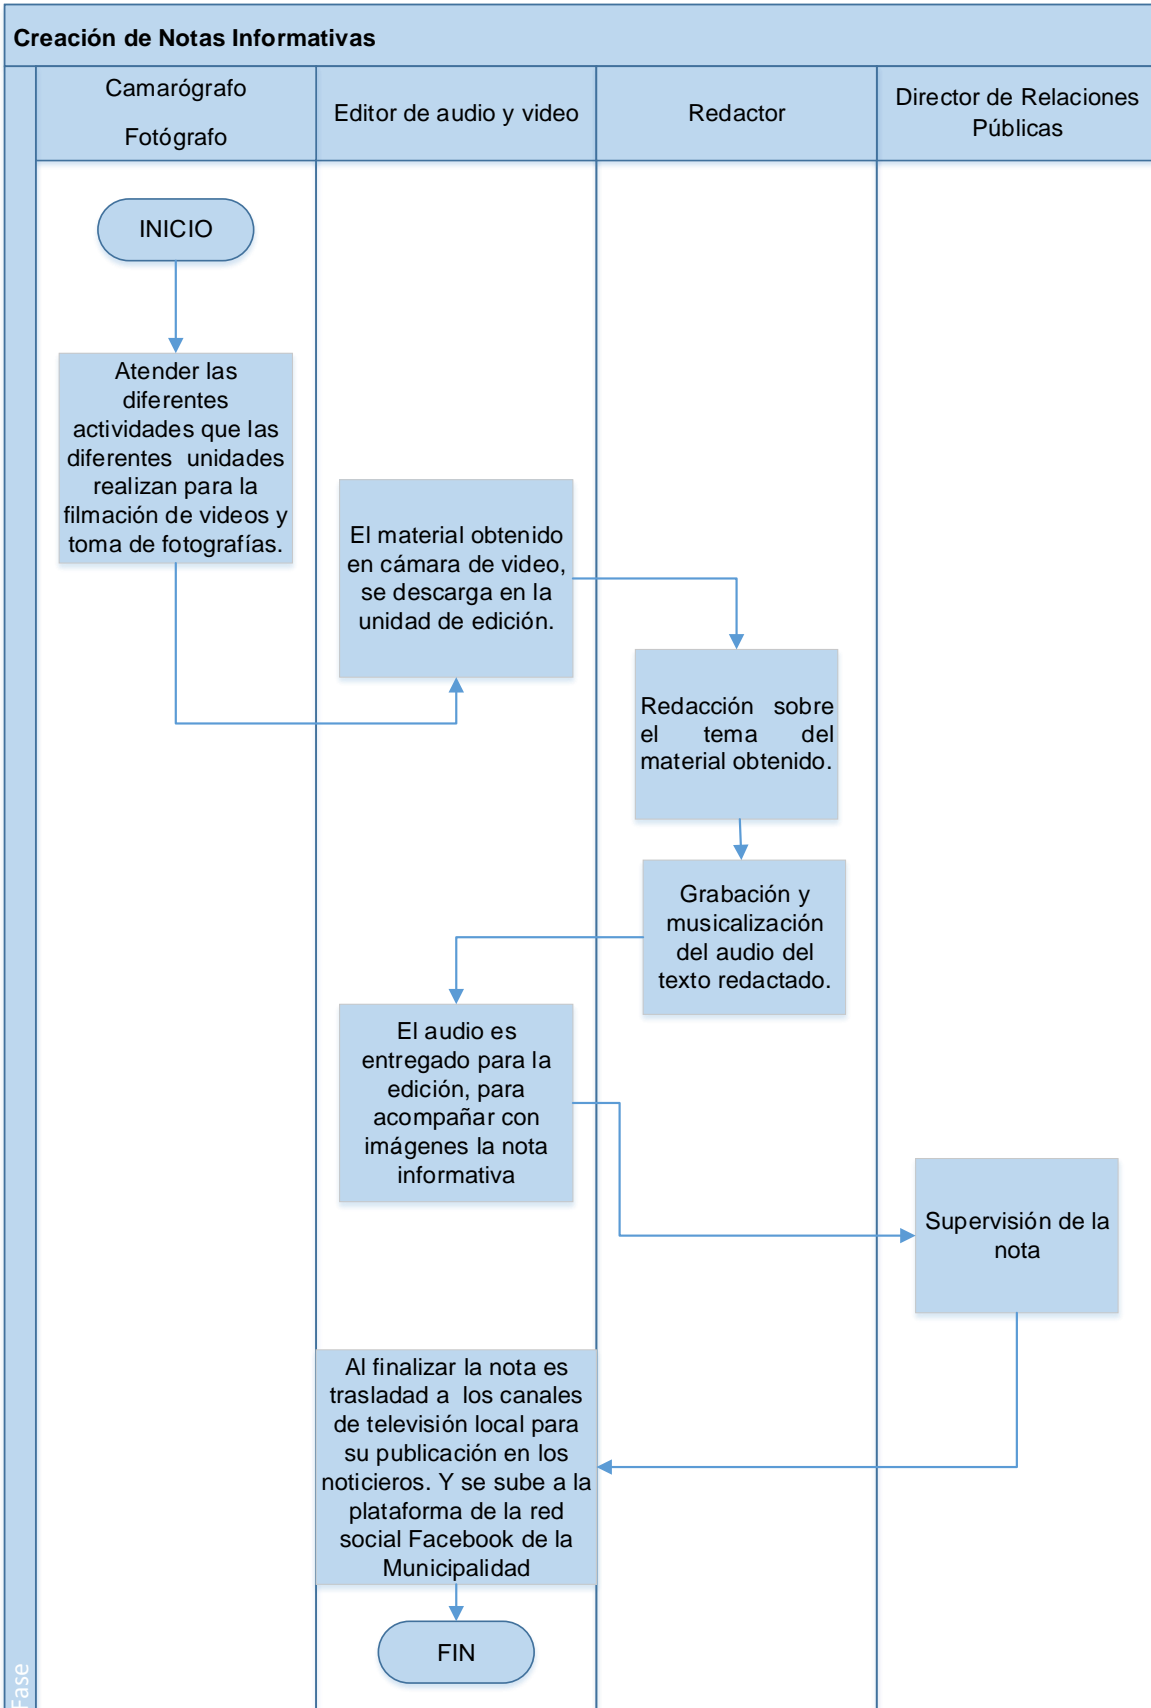 Creación de Notas Informativas
Camarógrafo
Fotógrafo
Editor de audio y video
Redactor
Director de Relaciones
Públicas
INICIO
Atender las
diferentes
actividades que las
diferentes unidades
realizan para la
filmación de videos y
toma de fotografías.
El material obtenido
en cámara de video,
se descarga en la
unidad de edición.
Redacción sobre
el tema del
material obtenido.
Grabación y
musicalización
del audio del
texto redactado.
El audio es
entregado para la
edición, para
acompañar con
imágenes la nota
informativa
Supervisión de la
nota
Al finalizar la nota es
trasladad a los canales
de televisión local para
su publicación en los
noticieros. Y se sube a la
plataforma de la red
social Facebook de la
Municipalidad
FIN
Fase